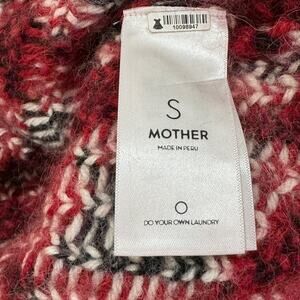 10098947
S
MOTHER
MADE IN PERU
DO YOUR OWN LAUNDRY